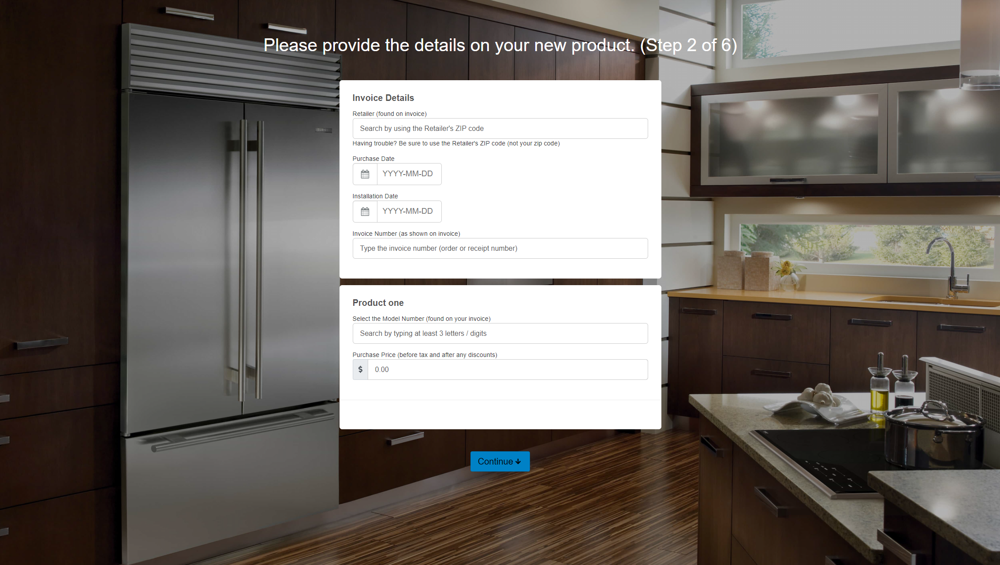 Please provide the details on your new product. (Step 2 of 6)
Invoice Details
Retailer (found on invoice)
Search by using the Retailer's ZIP code
Having trouble? Be sure to use the Retailer's ZIP code (not your zip code)
Purchase Date
YYYY-MM-DD
Installation Date
YYYY-MM-DD
Invoice Number (as shown on invoice)
Type the invoice number (order or receipt number)
Product one
Select the Model Number (found on your invoice)
Search by typing at least 3 letters / digits
Purchase Price (before tax and after any discounts)
$ 0.00
Continue